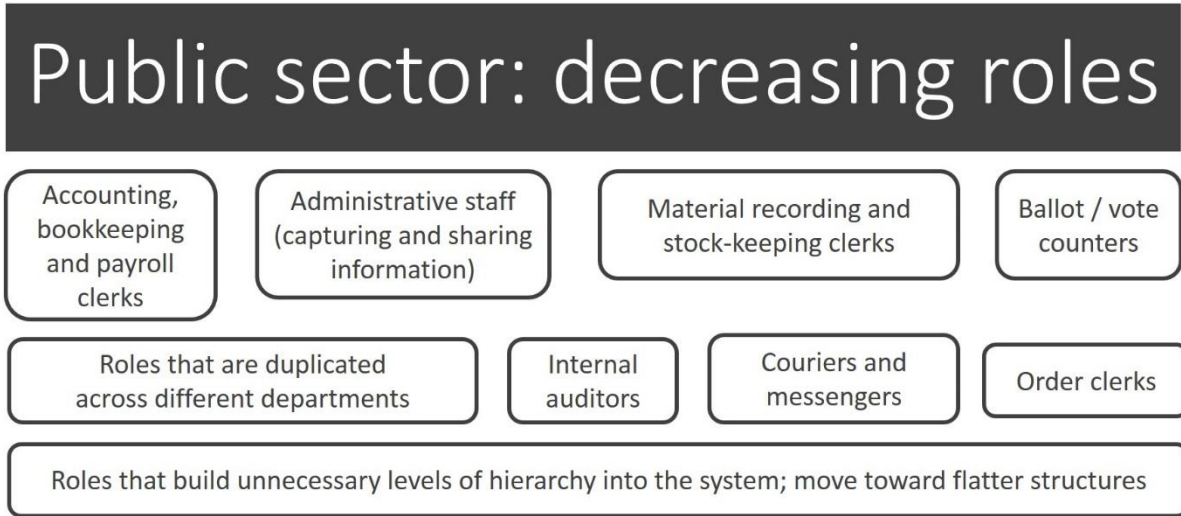 Public sector: decreasing roles
Accounting,
bookkeeping
and payroll
clerks
Administrative staff
(capturing and sharing
information)
Material recording and
stock-keeping clerks
Ballot / vote
counters
Roles that are duplicated
across different departments
Internal
auditors
Couriers and
messengers
Order clerks
Roles that build unnecessary levels of hierarchy into the system; move toward flatter structures